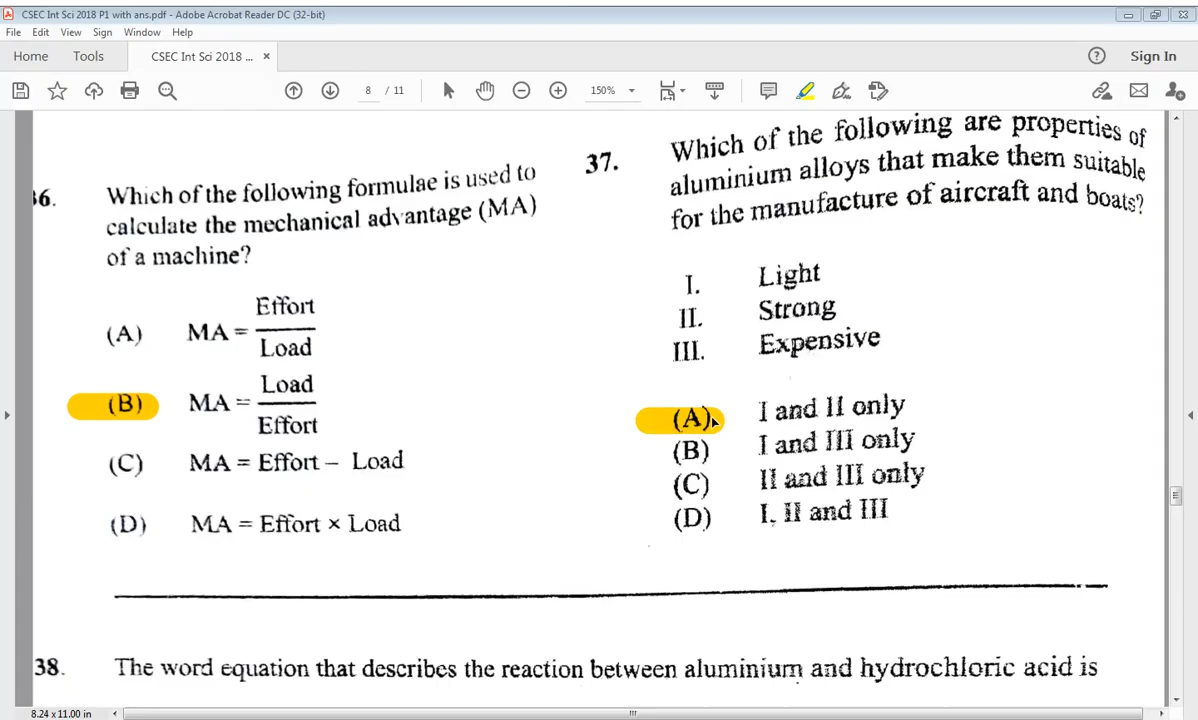 CSEC Int Sci 2018 P1 with ans.pdf - Adobe Acrobat Reader DC (32-bit)
File Edit View Sign Window Help
Home Tools CSEC Int Sci 2018 ... × ? Sign In
8 / 11 150%
36. Which of the following formulae is used to
calculate the mechanical advantage (MA)
of a machine?
(A) MA = Effort
Load
(B) MA = Load
Effort
(C) MA = Effort – Load
(D) MA = Effort × Load
37. Which of the following are properties of
aluminium alloys that make them suitable
for the manufacture of aircraft and boats?
I. Light
II. Strong
III. Expensive
(A) I and II only
(B) I and III only
(C) II and III only
(D) I, II and III
38. The word equation that describes the reaction between aluminium and hydrochloric acid is
8.24 x 11.00 in